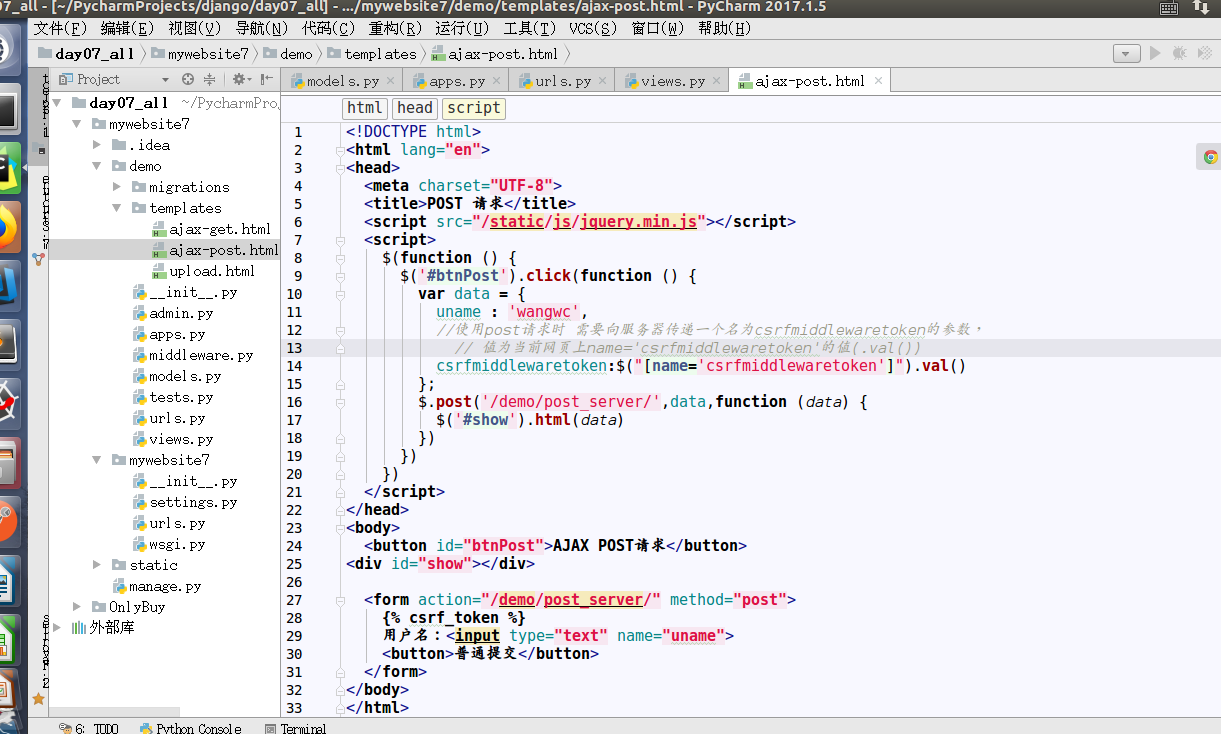 07_all - [~/PycharmProjects/django/day07_all] - .../mywebsite7/demo/templates/ajax-post.html - PyCharm 2017.1.5
文件(F) 编辑(E) 视图(V) 导航(N) 代码(C) 重构(R) 运行(U) 工具(T) VCS(S) 窗口(W) 帮助(H)
day07_all mywebsite7 demo templates ajax-post.html
Project
models.py apps.py urls.py views.py ajax-post.html
day07_all ~/PycharmPro
mywebsite7
.idea
demo
migrations
templates
ajax-get.html
ajax-post.html
upload.html
__init__.py
admin.py
apps.py
middleware.py
models.py
tests.py
urls.py
views.py
mywebsite7
__init__.py
settings.py
urls.py
wsgi.py
static
manage.py
OnlyBuy
外部库
html head script
1 <!DOCTYPE html>
2 <html lang="en">
3 <head>
4 <meta charset="UTF-8">
5 <title>POST 请求</title>
6 <script src="/static/js/jquery.min.js"></script>
7 <script>
8 $(function () {
9 $('#btnPost').click(function () {
10 var data = {
11 uname : 'wangwc',
12 //使用post请求时 需要向服务器传递一个名为csrfmiddlewaretoken的参数，
13 // 值为当前网页上name='csrfmiddlewaretoken'的值(.val())
14 csrfmiddlewaretoken:$("[name='csrfmiddlewaretoken']").val()
15 };
16 $.post('/demo/post_server/',data,function (data) {
17 $('#show').html(data)
18 })
19 })
20 })
21 </script>
22 </head>
23 <body>
24 <button id="btnPost">AJAX POST请求</button>
25 <div id="show"></div>
26
27 <form action="/demo/post_server/" method="post">
28 {% csrf_token %}
29 用户名：<input type="text" name="uname">
30 <button>普通提交</button>
31 </form>
32 </body>
33 </html>
6: TODO Python Console Terminal